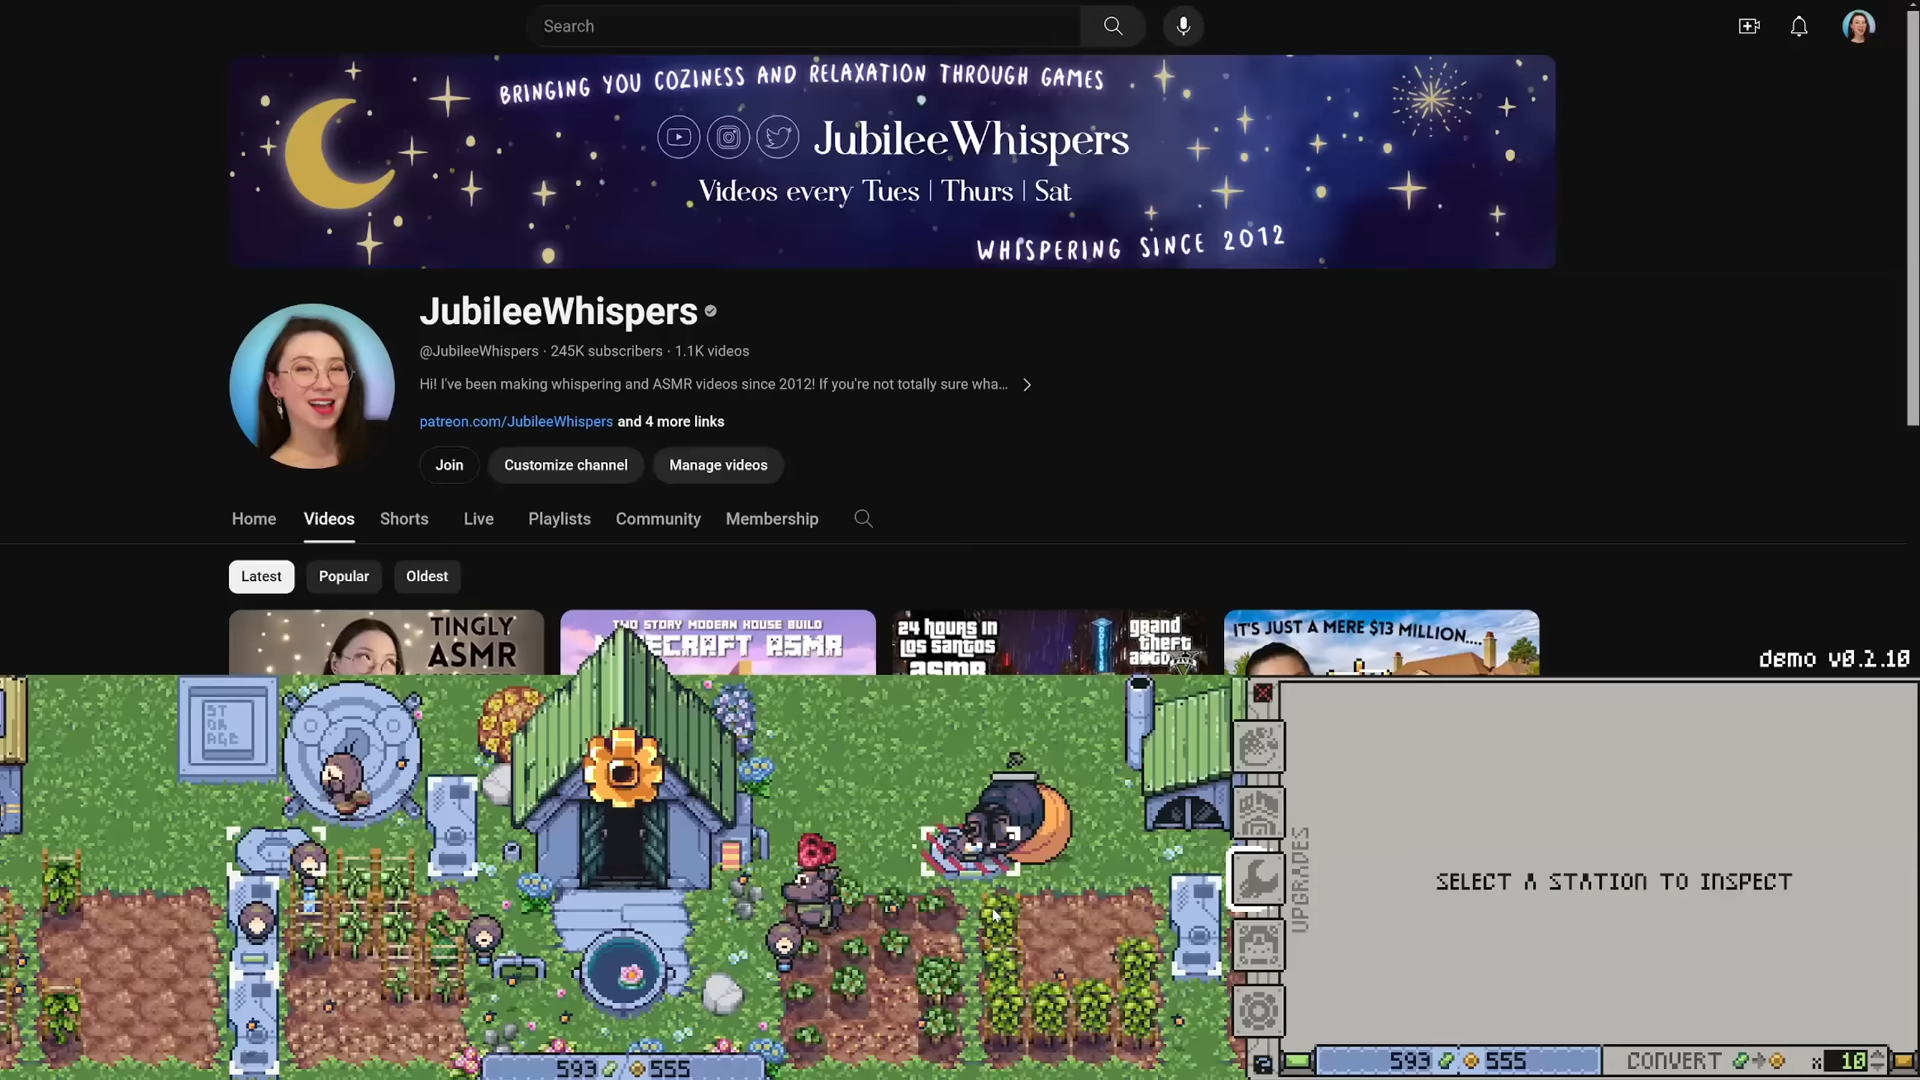 Search
BRINGING YOU COZINESS AND RELAXATION THROUGH GAMES
JubileeWhispers
Videos every Tues | Thurs | Sat
WHISPERING SINCE 2012
JubileeWhispers
@JubileeWhispers · 245K subscribers · 1.1K videos
Hi! I've been making whispering and ASMR videos since 2012! If you're not totally sure wha...
patreon.com/JubileeWhispers and 4 more links
Join Customize channel Manage videos
Home Videos Shorts Live Playlists Community Membership
Latest Popular Oldest
TINGLY
ASMR
TWO STORY MODERN HOUSE BUILD
ECRAFT ASMR
24 HOURS IN
LOS SANTOS
ASMR
grand
theft
auto
IT'S JUST A MERE $13 MILLION....
demo v0.2.10
STORAGE
UPGRADES
SELECT A STATION TO INSPECT
593 555
593 555
CONVERT x 10